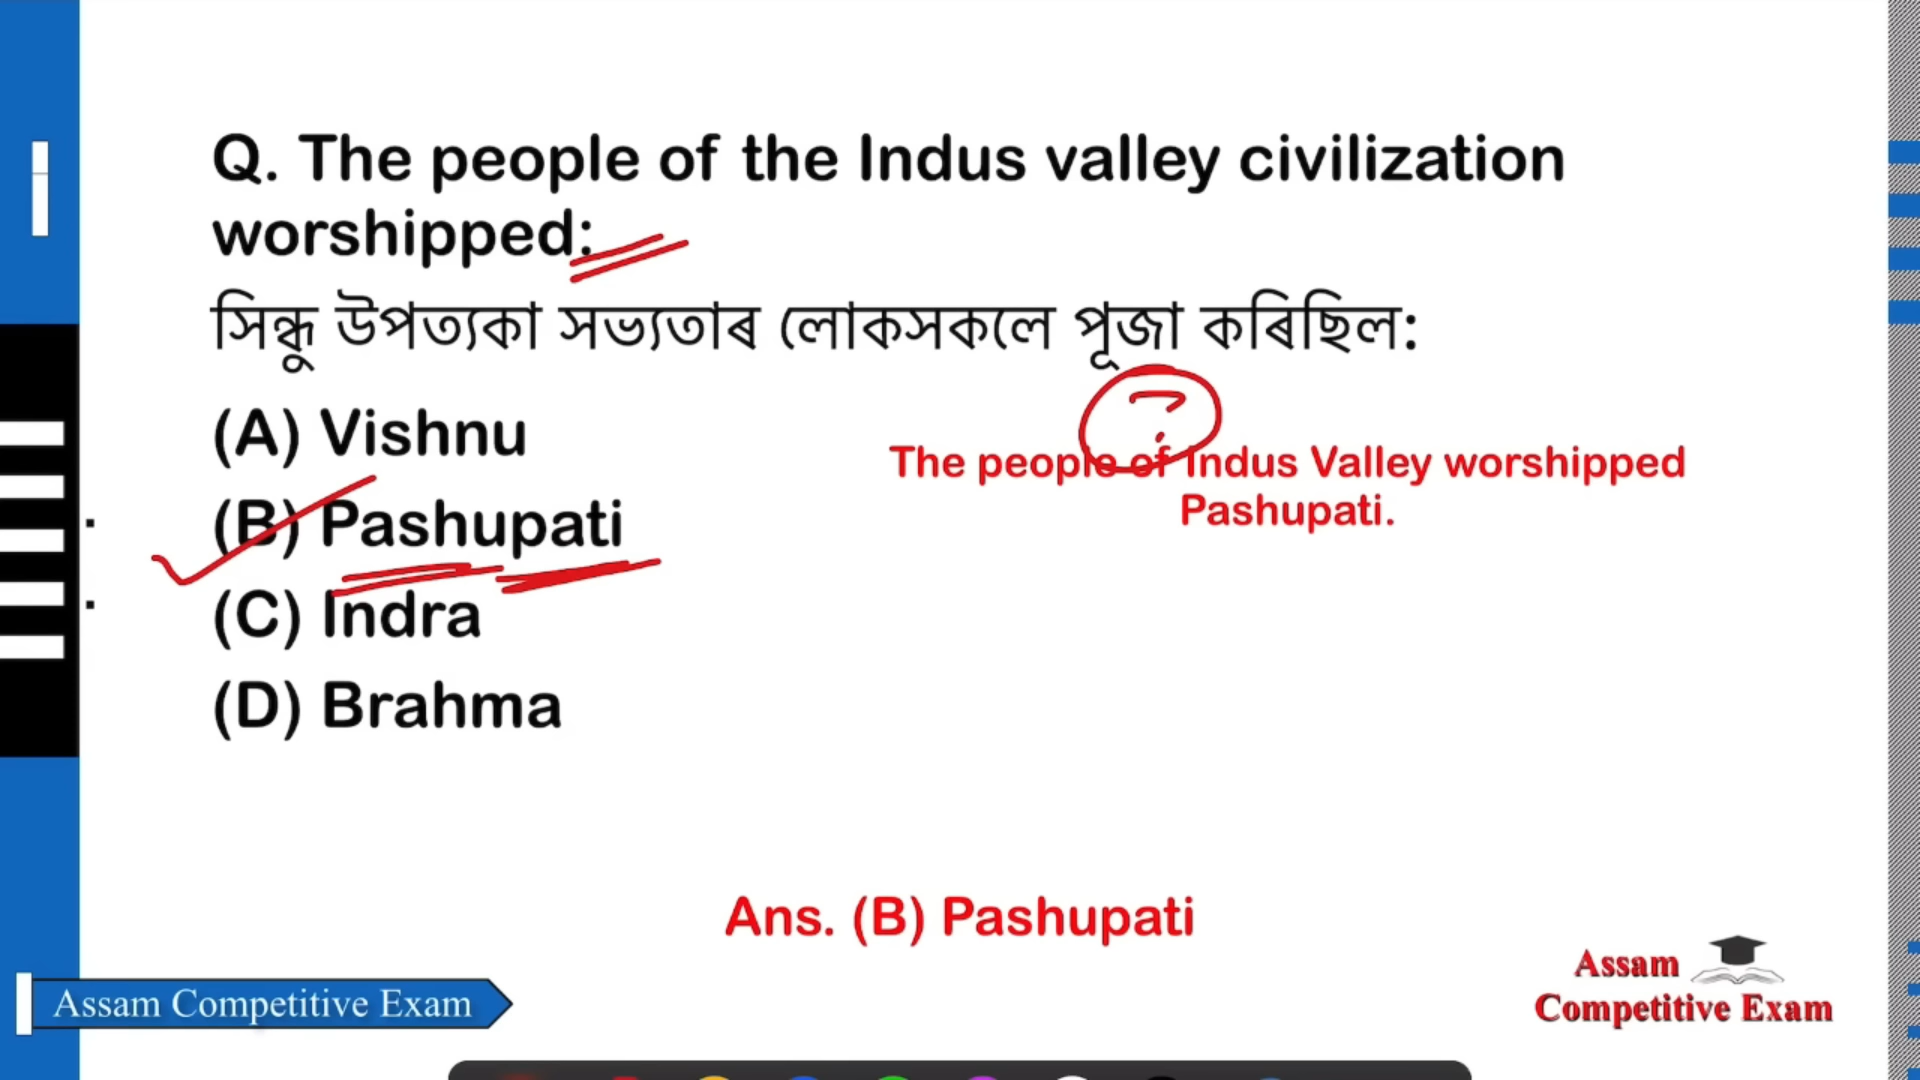 Q. The people of the Indus valley civilization
worshipped:
সিন্ধু উপত্যকা সভ্যতাৰ লোকসকলে পূজা কৰিছিল:
?
(A) Vishnu
The people of Indus Valley worshipped
Pashupati.
(B) Pashupati
(C) Indra
(D) Brahma
Ans. (B) Pashupati
Assam Competitive Exam
Assam
Competitive Exam